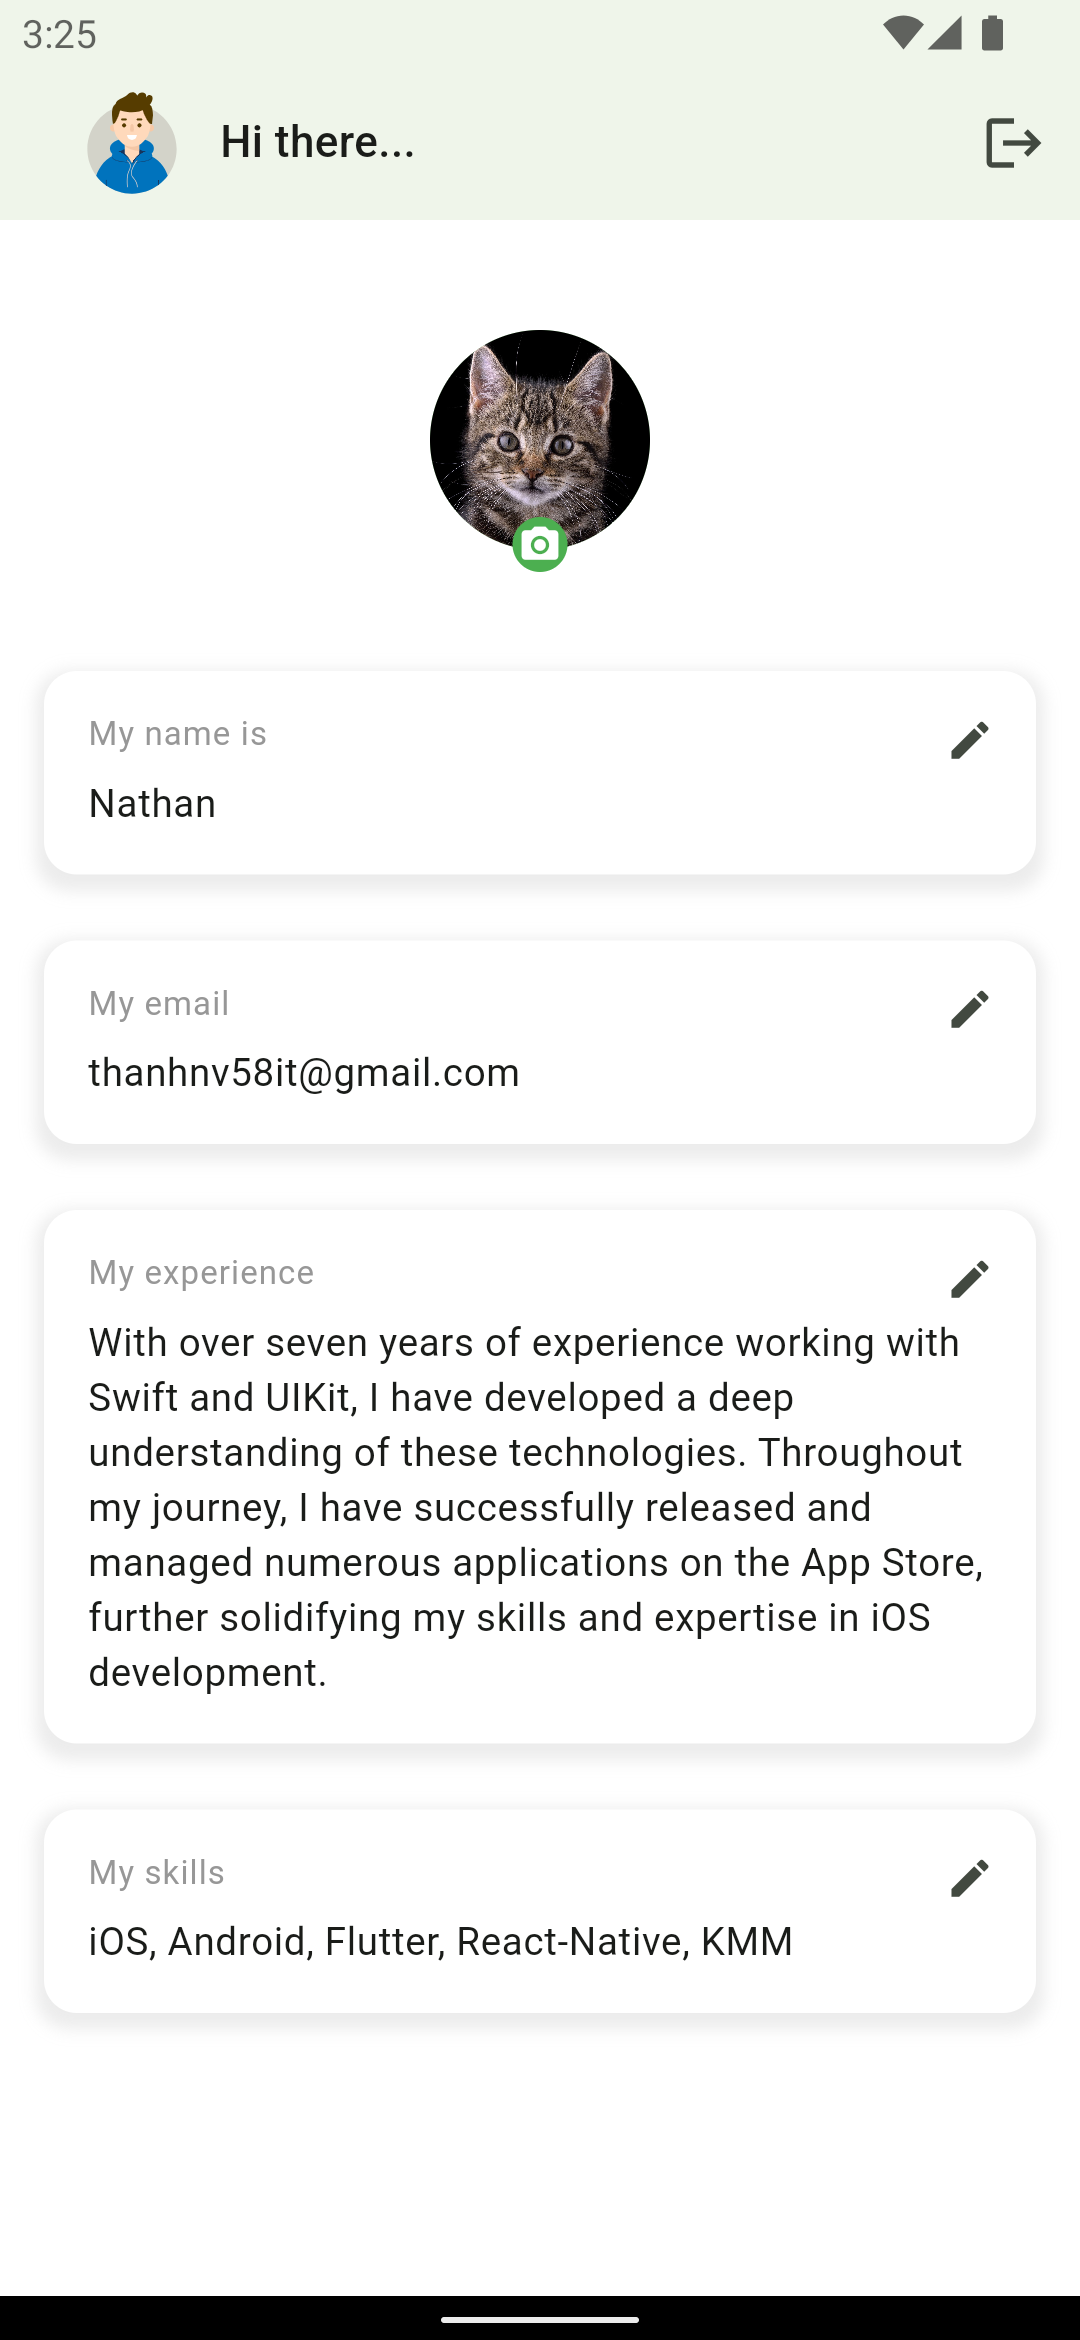 3:25
Hi there...
My name is
Nathan
My email
thanhnv58it@gmail.com
My experience
With over seven years of experience working with
Swift and UIKit, I have developed a deep
understanding of these technologies. Throughout
my journey, I have successfully released and
managed numerous applications on the App Store,
further solidifying my skills and expertise in iOS
development.
My skills
iOS, Android, Flutter, React-Native, KMM